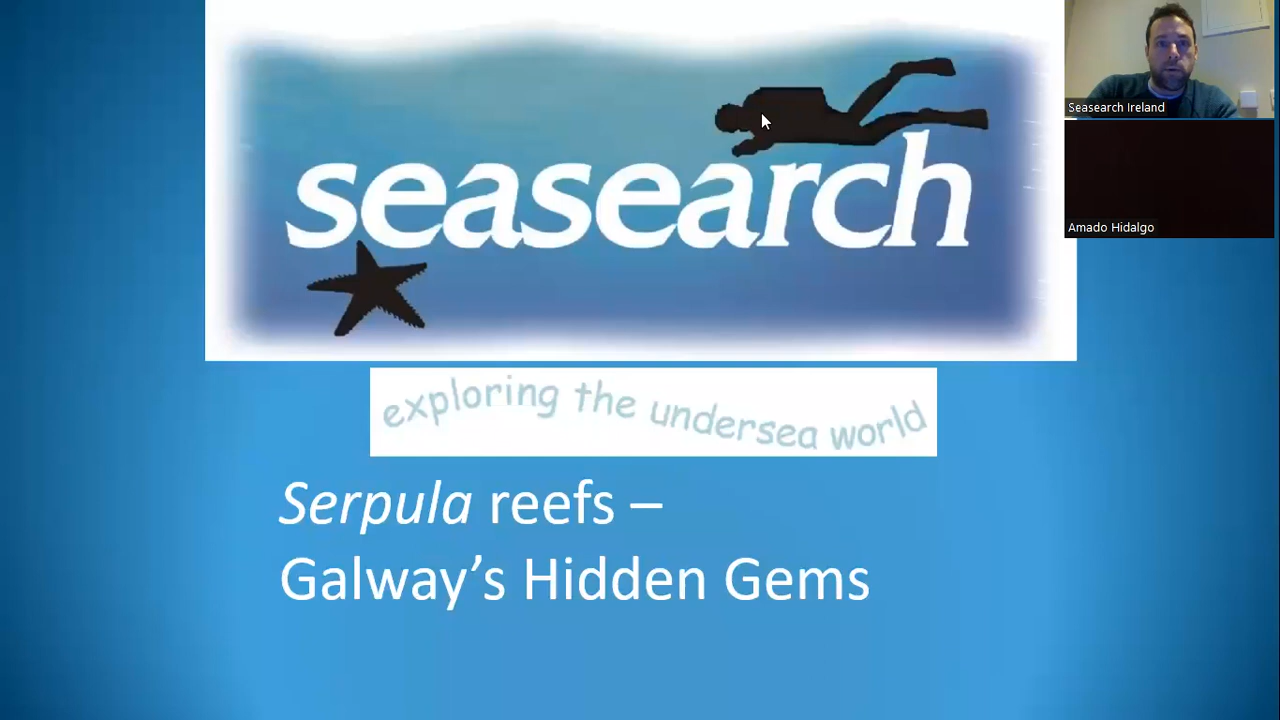 seasearch
exploring the undersea world
Serpula reefs –
Galway’s Hidden Gems
Seasearch Ireland
Amado Hidalgo